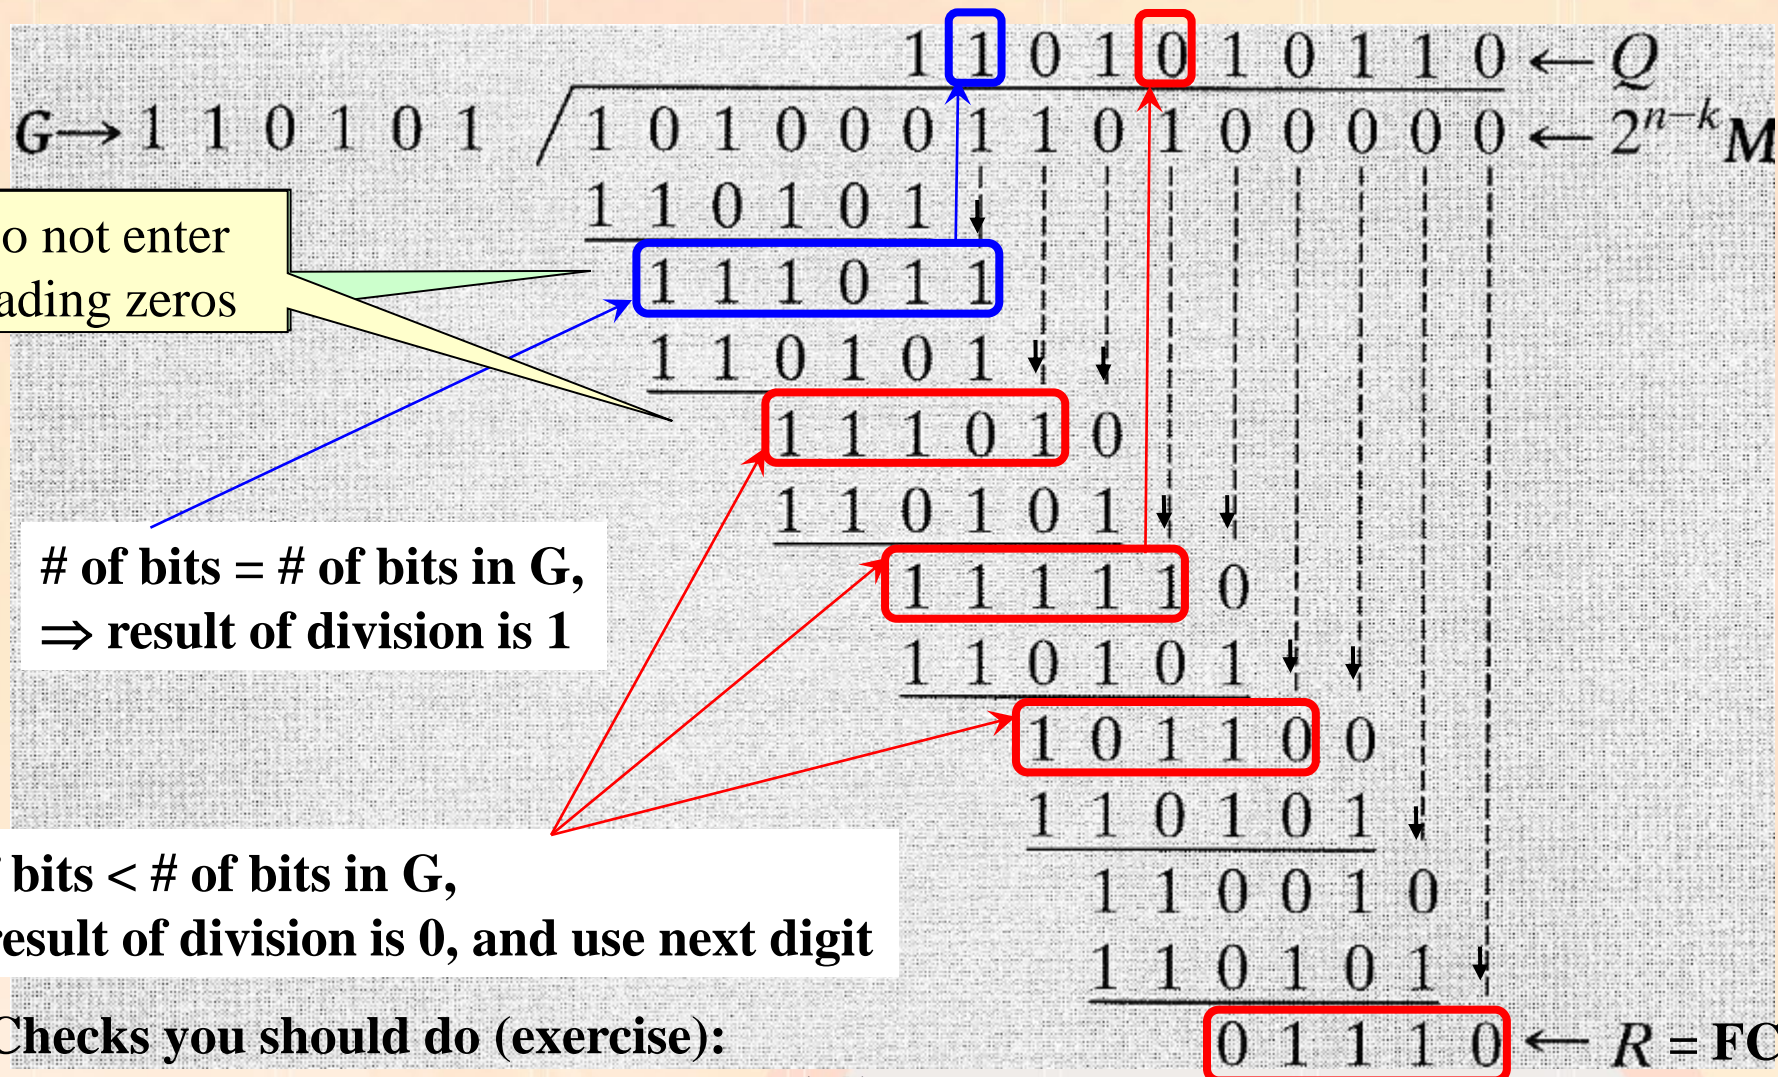 1 1 0 1 0 1 0 1 1 0 ← Q
G→ 1 1 0 1 0 1 / 1 0 1 0 0 0 1 1 0 1 0 0 0 0 0 ← 2^{n−k}M
1 1 0 1 0 1
o not enter
ading zeros
1 1 1 0 1 1
1 1 0 1 0 1
1 1 1 0 1 0
1 1 0 1 0 1
# of bits = # of bits in G,
⇒ result of division is 1
1 1 1 1 1 0
1 1 0 1 0 1
1 0 1 1 0 0
1 1 0 1 0 1
bits < # of bits in G,
result of division is 0, and use next digit
1 1 0 0 1 0
1 1 0 1 0 1
Checks you should do (exercise):
0 1 1 1 0 ← R = FC